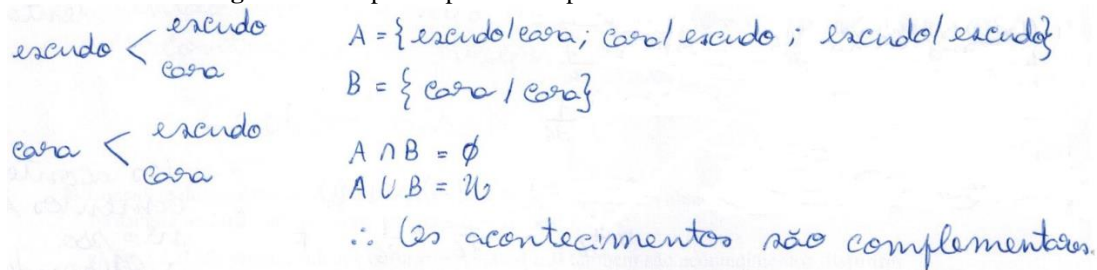 escudo < escudo
cara
cara < escudo
cara
A = {escudo/cara; cara/escudo; escudo/escudo}
B = {cara/cara}
A ∩ B = ∅
A ∪ B = U
∴ Os acontecimentos são complementares.